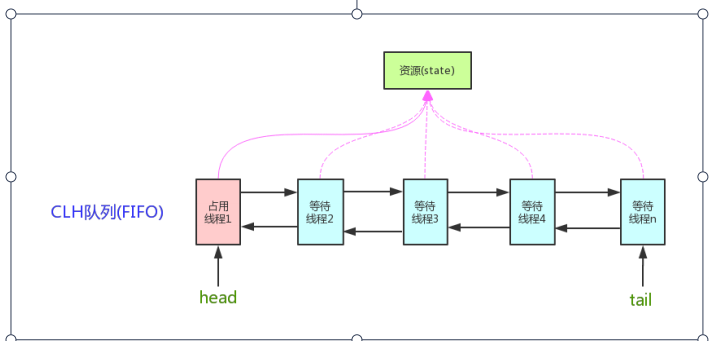 资源(state)
CLH队列(FIFO)
占用
线程1
等待
线程2
等待
线程3
等待
线程4
等待
线程n
head
tail